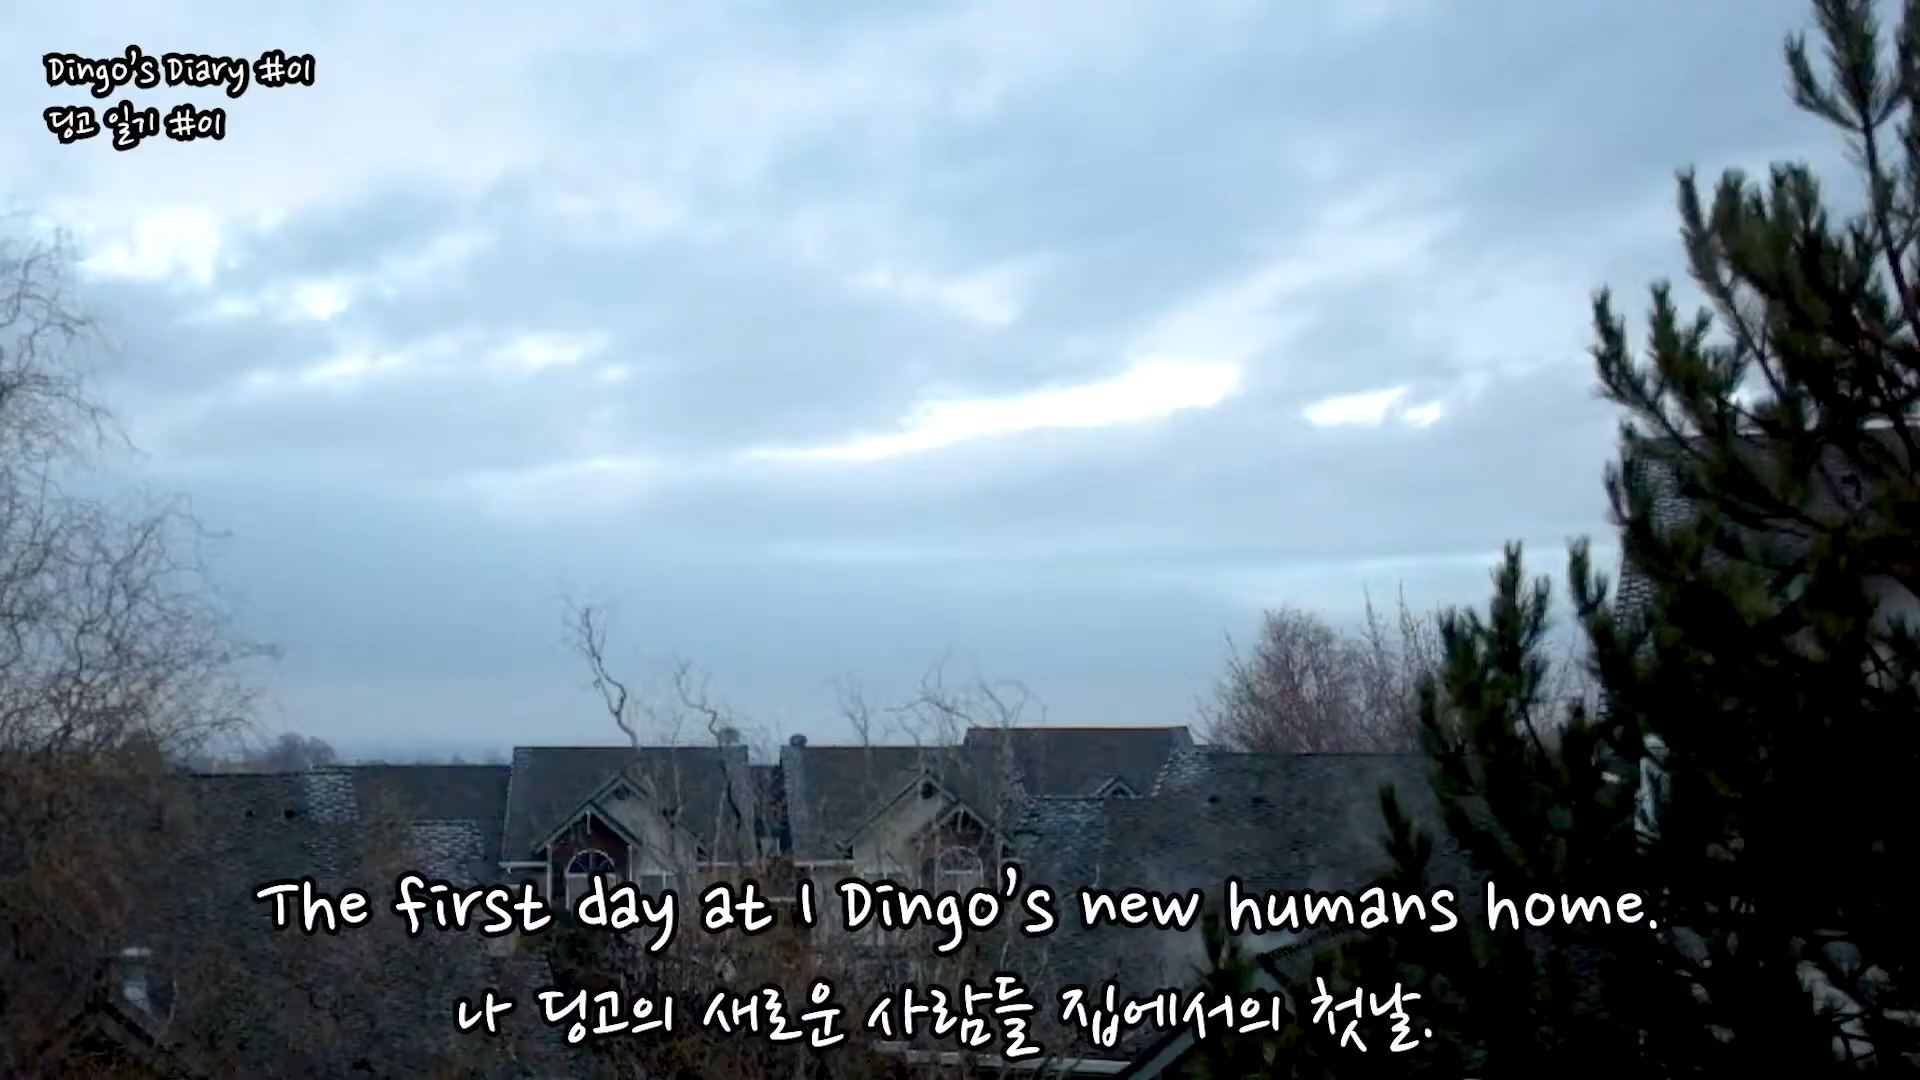 Dingo's Diary #01
딩고 일기 #01
The first day at I Dingo's new humans home.
나 딩고의 새로운 사람들 집에서의 첫날.